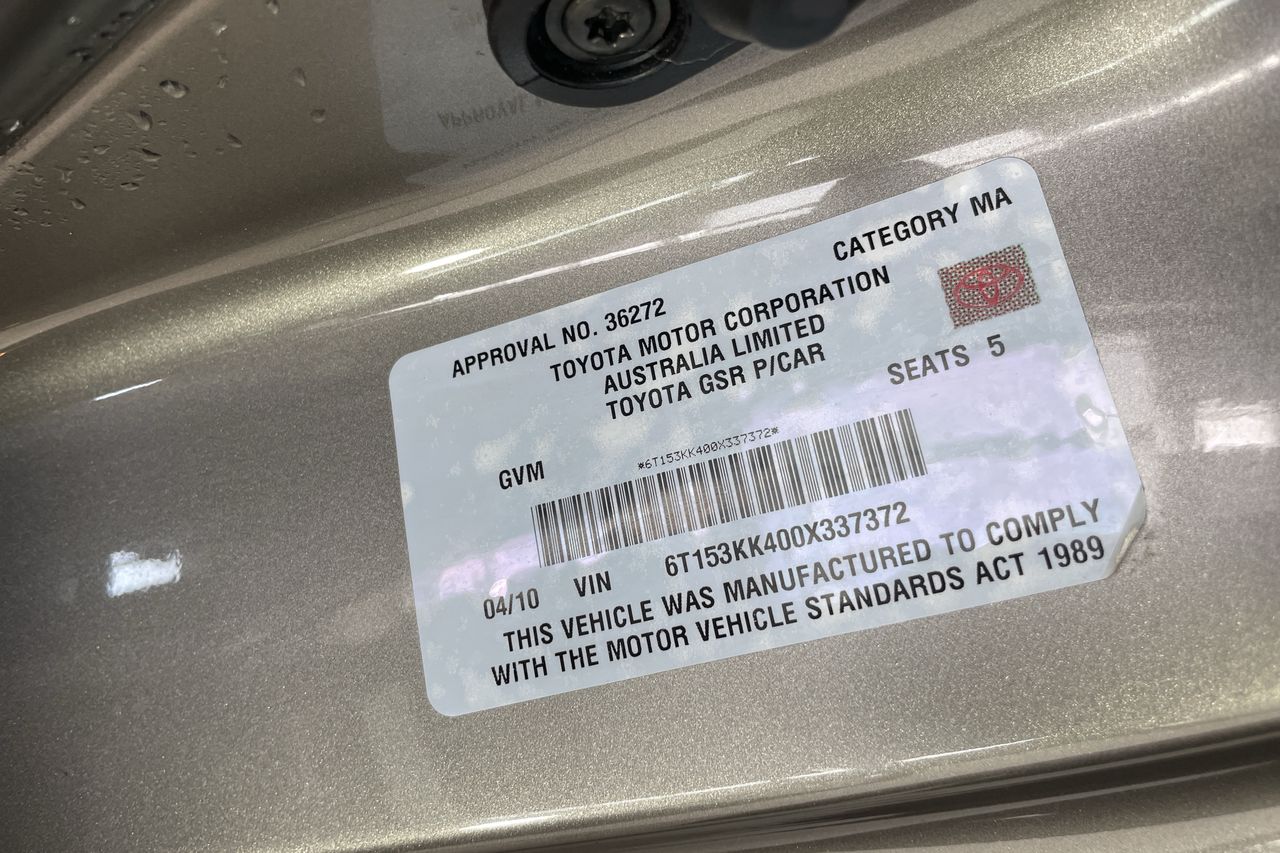 APPROVAL NO. 36272
CATEGORY MA
TOYOTA MOTOR CORPORATION
AUSTRALIA LIMITED
TOYOTA GSR P/CAR
SEATS 5
GVM
*6T153KK400X337372*
04/10 VIN 6T153KK400X337372
THIS VEHICLE WAS MANUFACTURED TO COMPLY
WITH THE MOTOR VEHICLE STANDARDS ACT 1989